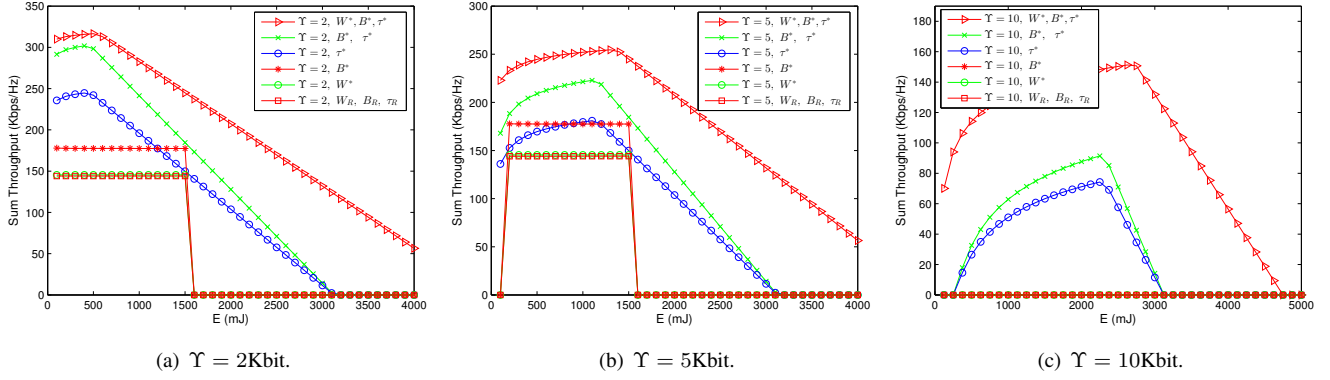 350
300
250
200
150
100
50
0
Sum Throughput (Kbps/Hz)
0 500 1000 1500 2000 2500 3000 3500 4000
E (mJ)
ϒ = 2, W*, B*, τ*
ϒ = 2, B*, τ*
ϒ = 2, τ*
ϒ = 2, B*
ϒ = 2, W*
ϒ = 2, W_R, B_R, τ_R
(a) ϒ = 2Kbit.
300
250
200
150
100
50
0
Sum Throughput (Kbps/Hz)
0 500 1000 1500 2000 2500 3000 3500 4000
E (mJ)
ϒ = 5, W*, B*, τ*
ϒ = 5, B*, τ*
ϒ = 5, τ*
ϒ = 5, B*
ϒ = 5, W*
ϒ = 5, W_R, B_R, τ_R
(b) ϒ = 5Kbit.
180
160
140
120
100
80
60
40
20
0
Sum Throughput (Kbps/Hz)
0 1000 2000 3000 4000 5000
E (mJ)
ϒ = 10, W*, B*, τ*
ϒ = 10, B*, τ*
ϒ = 10, τ*
ϒ = 10, B*
ϒ = 10, W*
ϒ = 10, W_R, B_R, τ_R
(c) ϒ = 10Kbit.